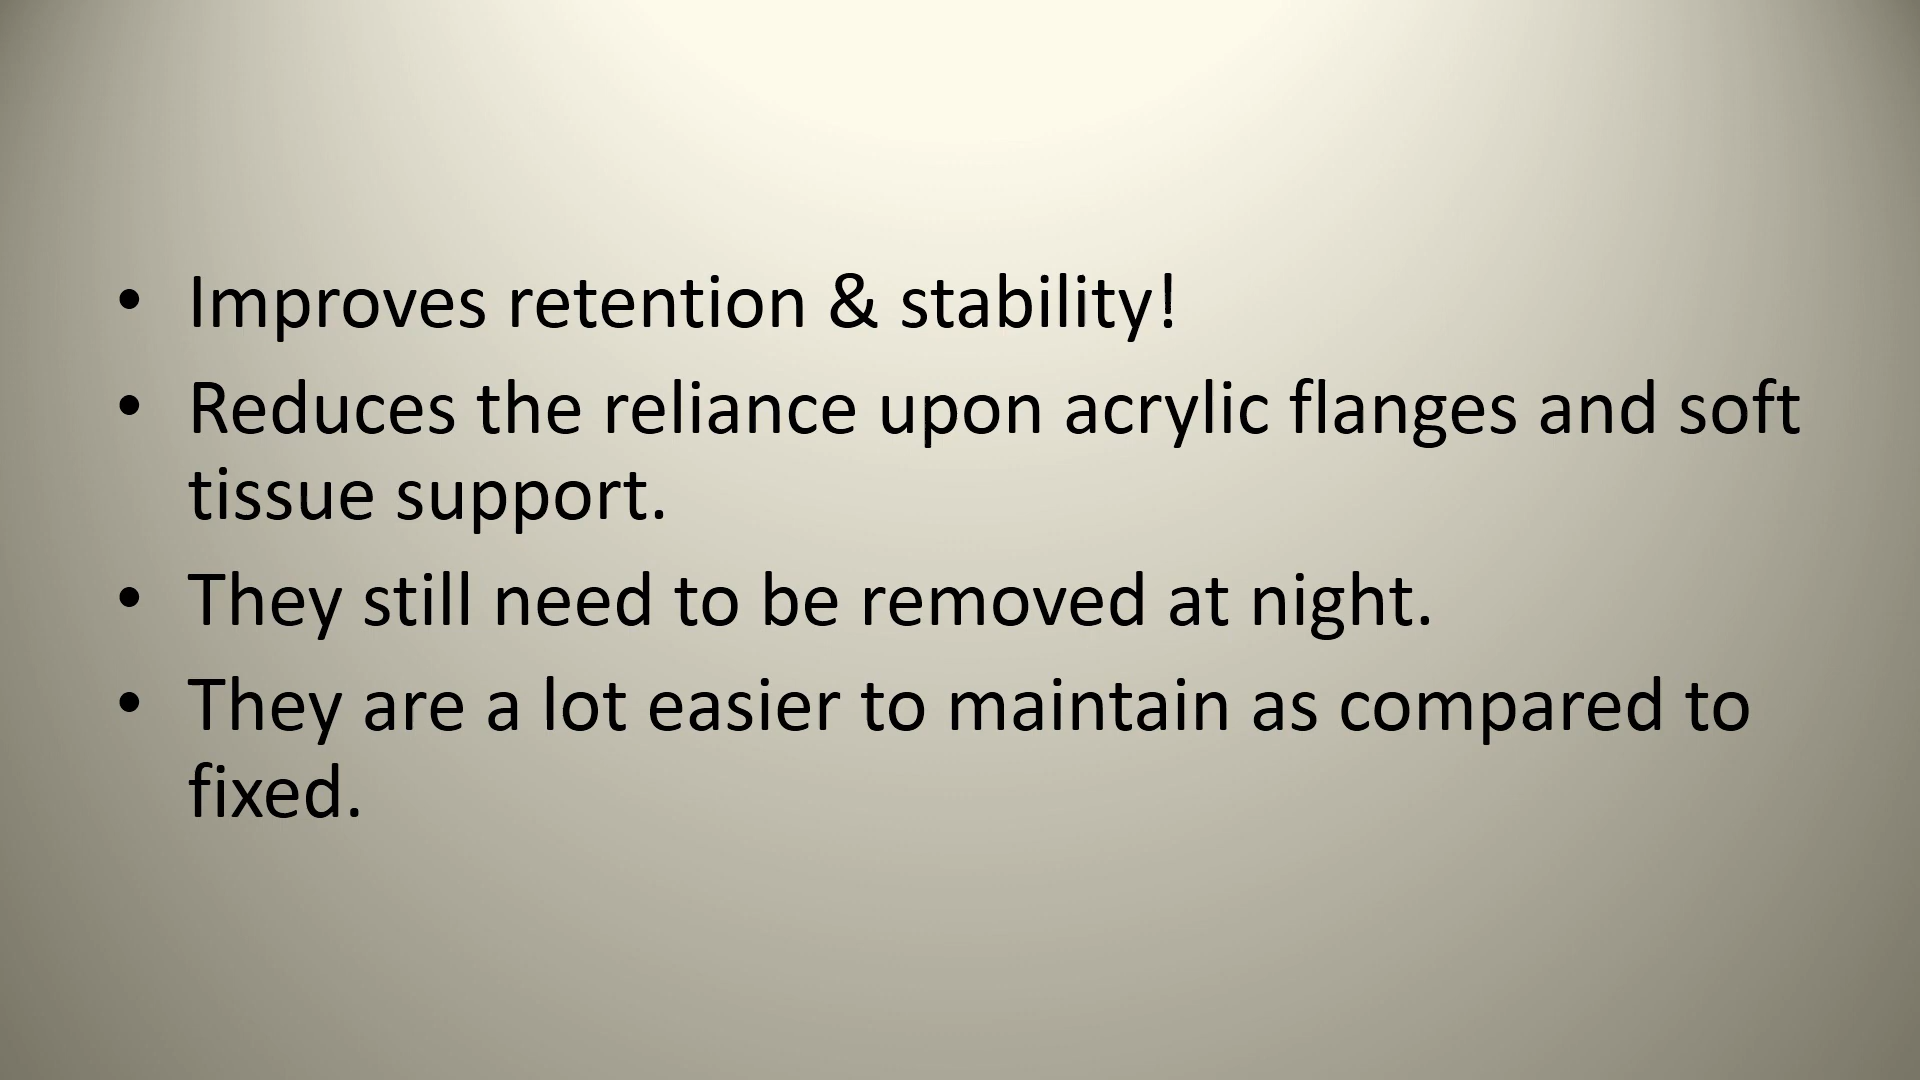 • Improves retention & stability!
• Reduces the reliance upon acrylic flanges and soft
tissue support.
• They still need to be removed at night.
• They are a lot easier to maintain as compared to
fixed.